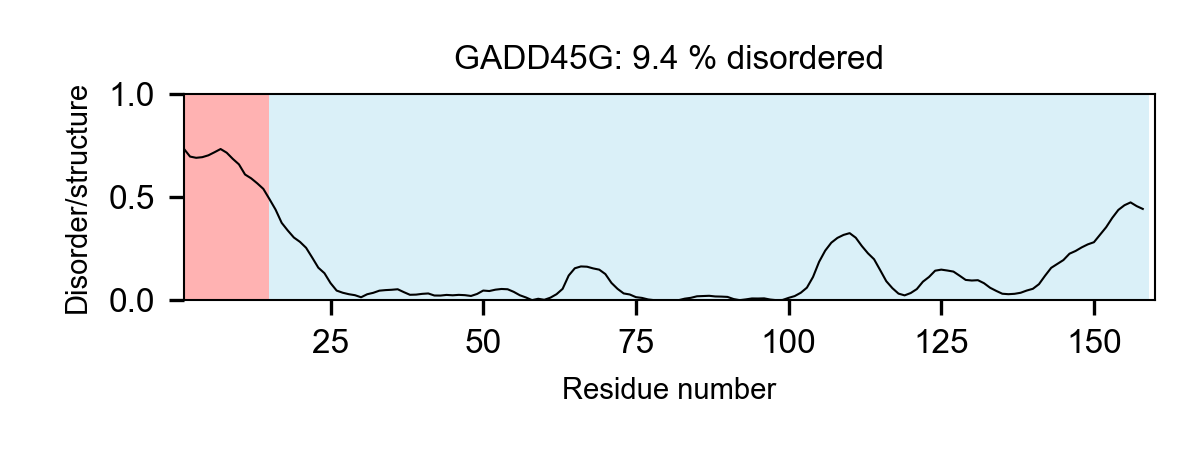 GADD45G: 9.4 % disordered
Disorder/structure
1.0
0.5
0.0
25 50 75 100 125 150
Residue number